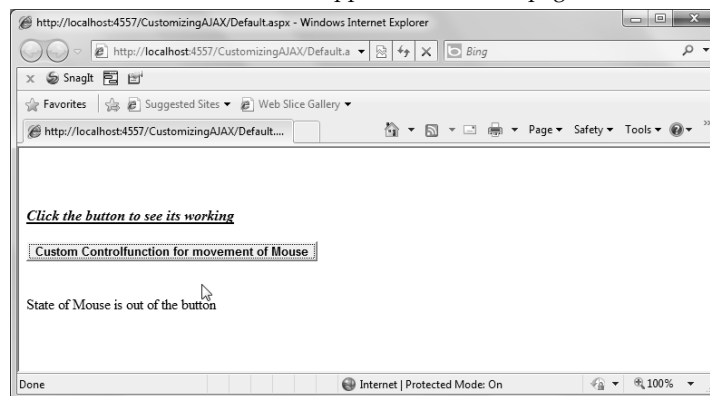 http://localhost:4557/CustomizingAJAX/Default.aspx - Windows Internet Explorer
http://localhost:4557/CustomizingAJAX/Default.a
Bing
x SnagIt
Favorites Suggested Sites Web Slice Gallery
http://localhost:4557/CustomizingAJAX/Default.... Page Safety Tools
Click the button to see its working
Custom Controlfunction for movement of Mouse
State of Mouse is out of the button
Done Internet | Protected Mode: On 100%